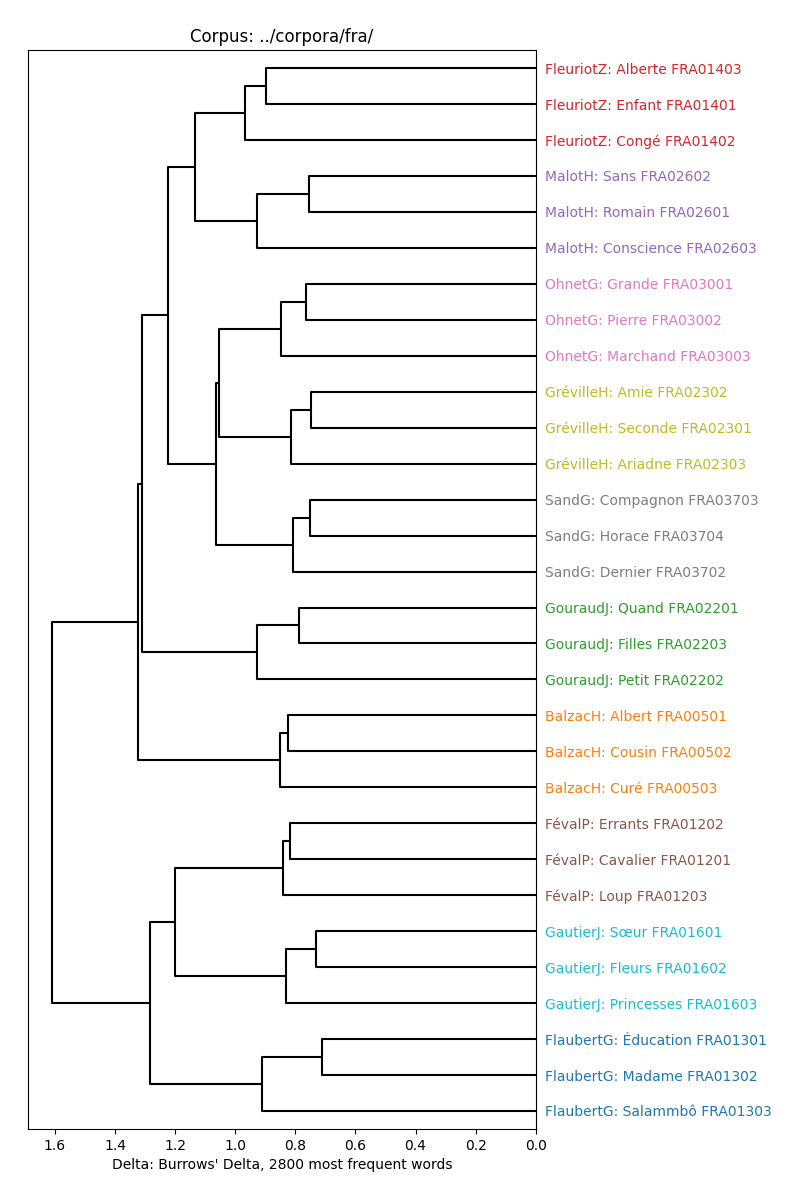 Corpus: ../corpora/fra/
FleuriotZ: Alberte FRA01403
FleuriotZ: Enfant FRA01401
FleuriotZ: Congé FRA01402
MalotH: Sans FRA02602
MalotH: Romain FRA02601
MalotH: Conscience FRA02603
OhnetG: Grande FRA03001
OhnetG: Pierre FRA03002
OhnetG: Marchand FRA03003
GrévilleH: Amie FRA02302
GrévilleH: Seconde FRA02301
GrévilleH: Ariadne FRA02303
SandG: Compagnon FRA03703
SandG: Horace FRA03704
SandG: Dernier FRA03702
GouraudJ: Quand FRA02201
GouraudJ: Filles FRA02203
GouraudJ: Petit FRA02202
BalzacH: Albert FRA00501
BalzacH: Cousin FRA00502
BalzacH: Curé FRA00503
FévalP: Errants FRA01202
FévalP: Cavalier FRA01201
FévalP: Loup FRA01203
GautierJ: Sœur FRA01601
GautierJ: Fleurs FRA01602
GautierJ: Princesses FRA01603
FlaubertG: Éducation FRA01301
FlaubertG: Madame FRA01302
FlaubertG: Salammbô FRA01303
1.6 1.4 1.2 1.0 0.8 0.6 0.4 0.2 0.0
Delta: Burrows' Delta, 2800 most frequent words